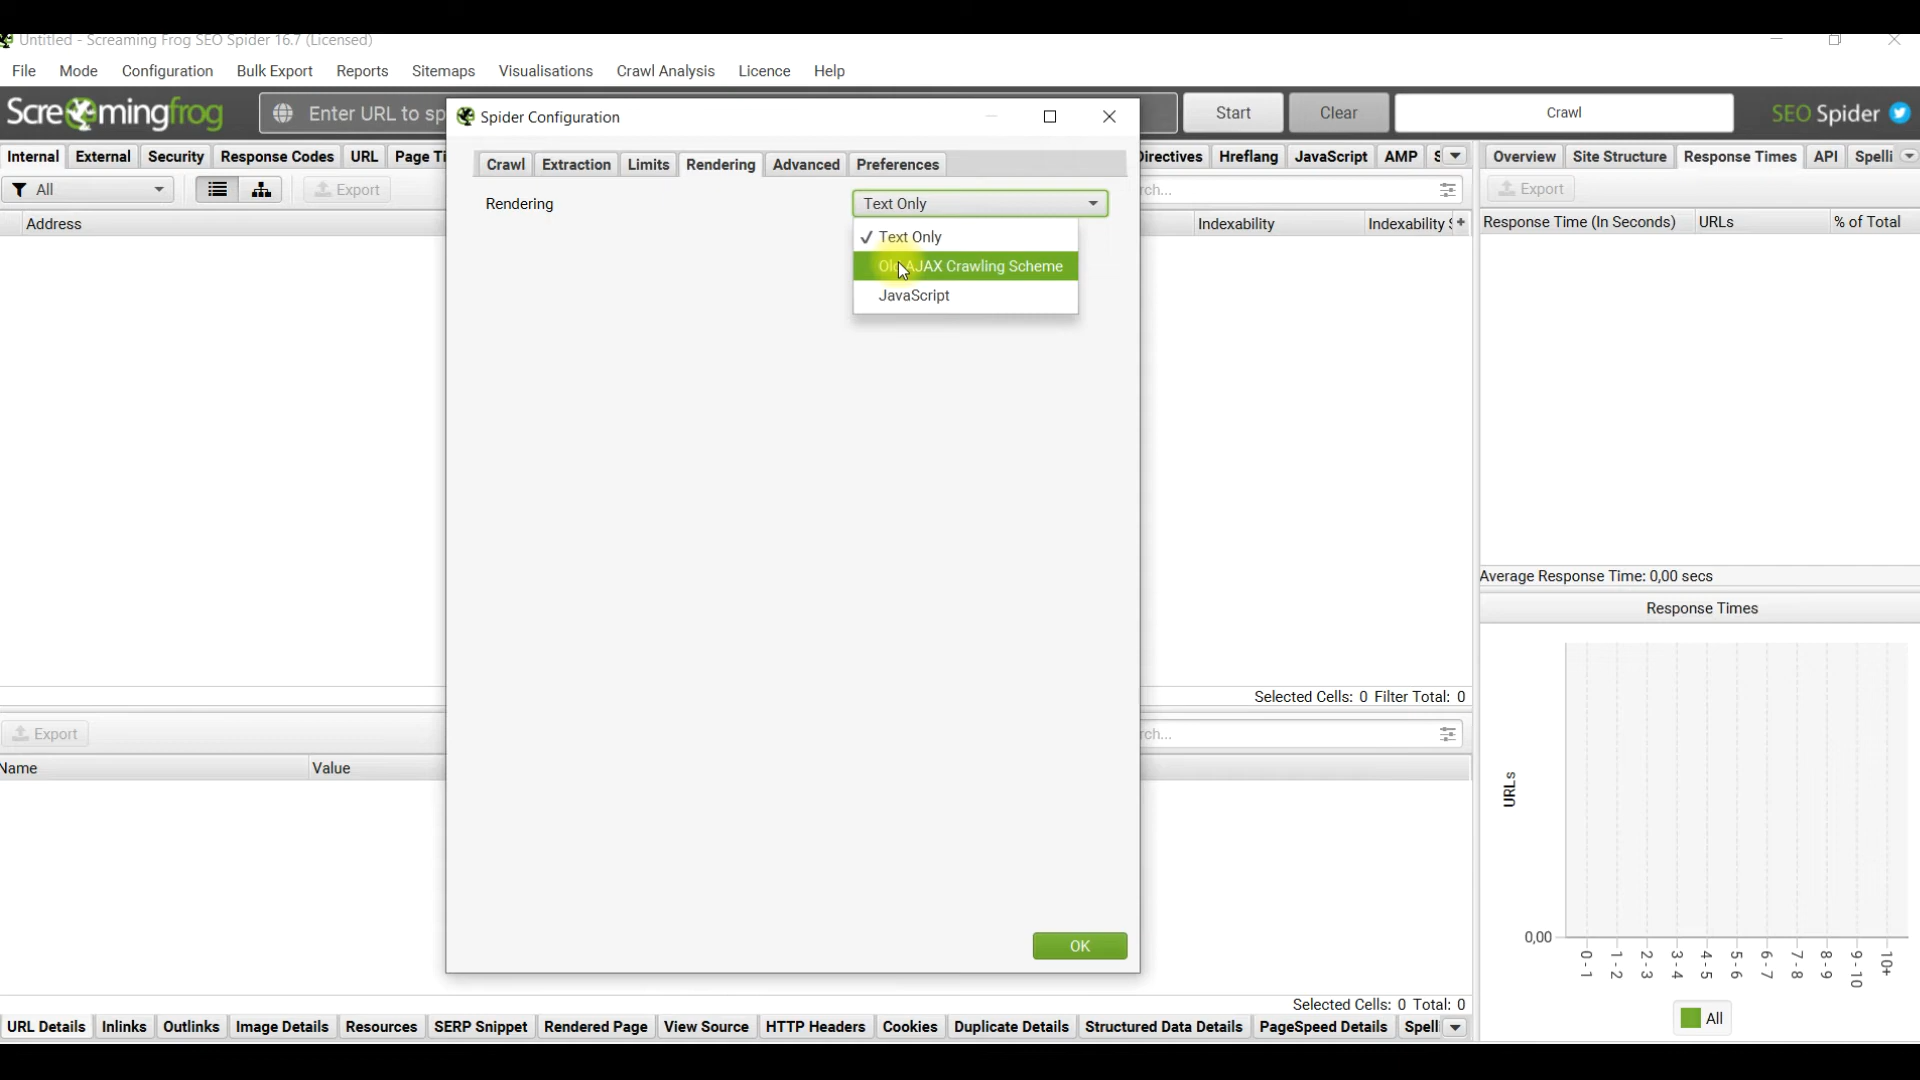 Untitled - Screaming Frog SEO Spider 16.7 (Licensed)
File Mode Configuration Bulk Export Reports Sitemaps Visualisations Crawl Analysis Licence Help
Screamingfrog Enter URL to sp Start Clear Crawl SEO Spider
Spider Configuration
Internal External Security Response Codes URL Page Ti Directives Hreflang JavaScript AMP S Overview Site Structure Response Times API Spelli
Crawl Extraction Limits Rendering Advanced Preferences
All Export rch... Export
Rendering Text Only
Address Indexability Indexability S + Response Time (In Seconds) URLs % of Total
Text Only
Old AJAX Crawling Scheme
JavaScript
Average Response Time: 0,00 secs
Response Times
Selected Cells: 0 Filter Total: 0
Export rch...
Name Value
URLs
0,00
0 - 1 1 - 2 2 - 3 3 - 4 4 - 5 5 - 6 6 - 7 7 - 8 8 - 9 9 - 10 10+
OK
Selected Cells: 0 Total: 0
All
URL Details Inlinks Outlinks Image Details Resources SERP Snippet Rendered Page View Source HTTP Headers Cookies Duplicate Details Structured Data Details PageSpeed Details Spelli